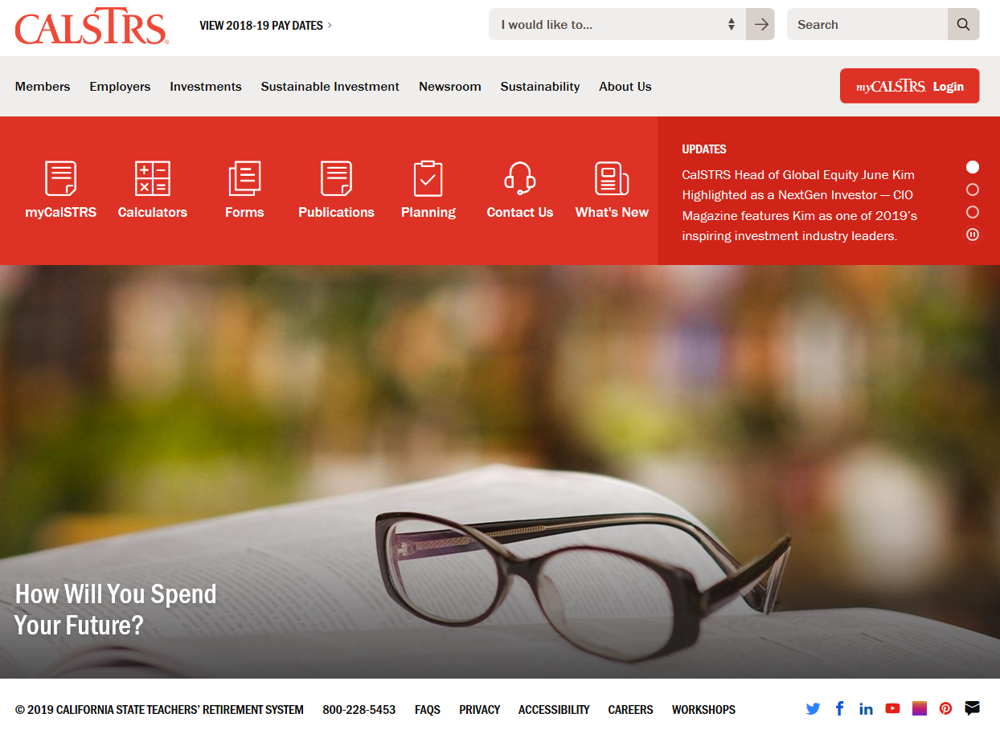 CALSTRS®
VIEW 2018-19 PAY DATES
I would like to...
Search
Members
Employers
Investments
Sustainable Investment
Newsroom
Sustainability
About Us
myCALSTRS Login
myCalSTRS
Calculators
Forms
Publications
Planning
Contact Us
What's New
UPDATES
CalSTRS Head of Global Equity June Kim
Highlighted as a NextGen Investor — CIO
Magazine features Kim as one of 2019’s
inspiring investment industry leaders.
How Will You Spend
Your Future?
© 2019 CALIFORNIA STATE TEACHERS’ RETIREMENT SYSTEM
800-228-5453
FAQS
PRIVACY
ACCESSIBILITY
CAREERS
WORKSHOPS